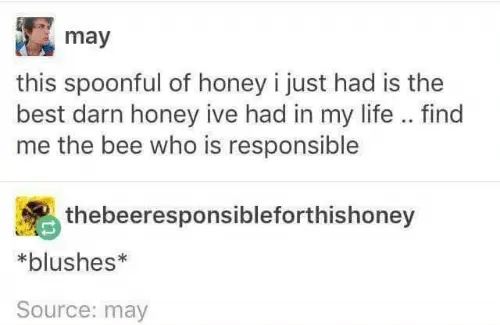 may
this spoonful of honey i just had is the
best darn honey ive had in my life .. find
me the bee who is responsible
thebeeresponsibleforthishoney
*blushes*
Source: may